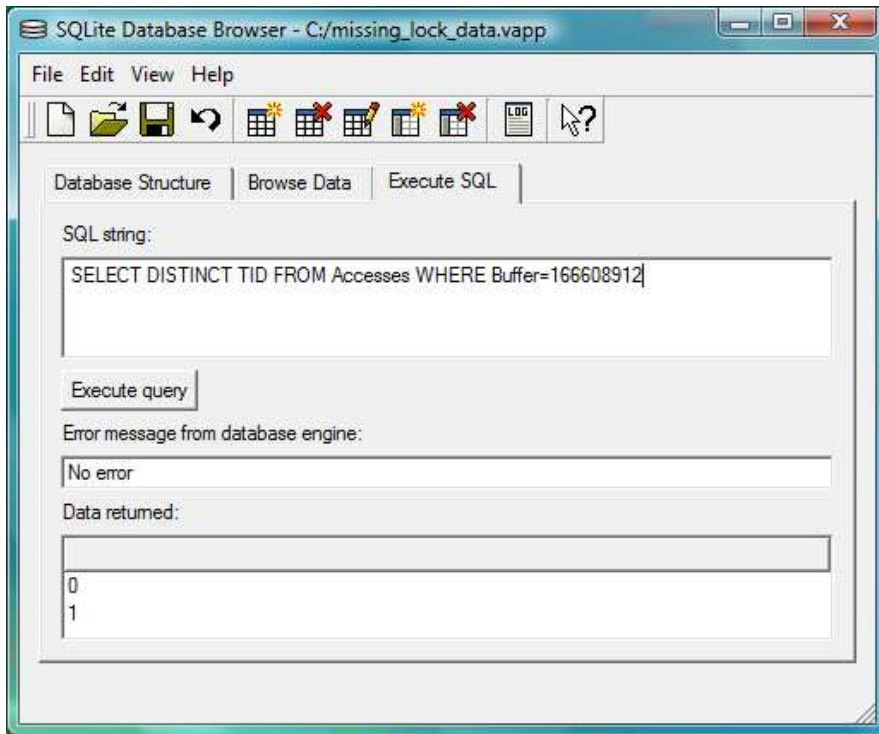 SQLite Database Browser - C:/missing_lock_data.vapp
File Edit View Help
LOG
Database Structure Browse Data Execute SQL
SQL string:
SELECT DISTINCT TID FROM Accesses WHERE Buffer=166608912
Execute query
Error message from database engine:
No error
Data returned:
0
1